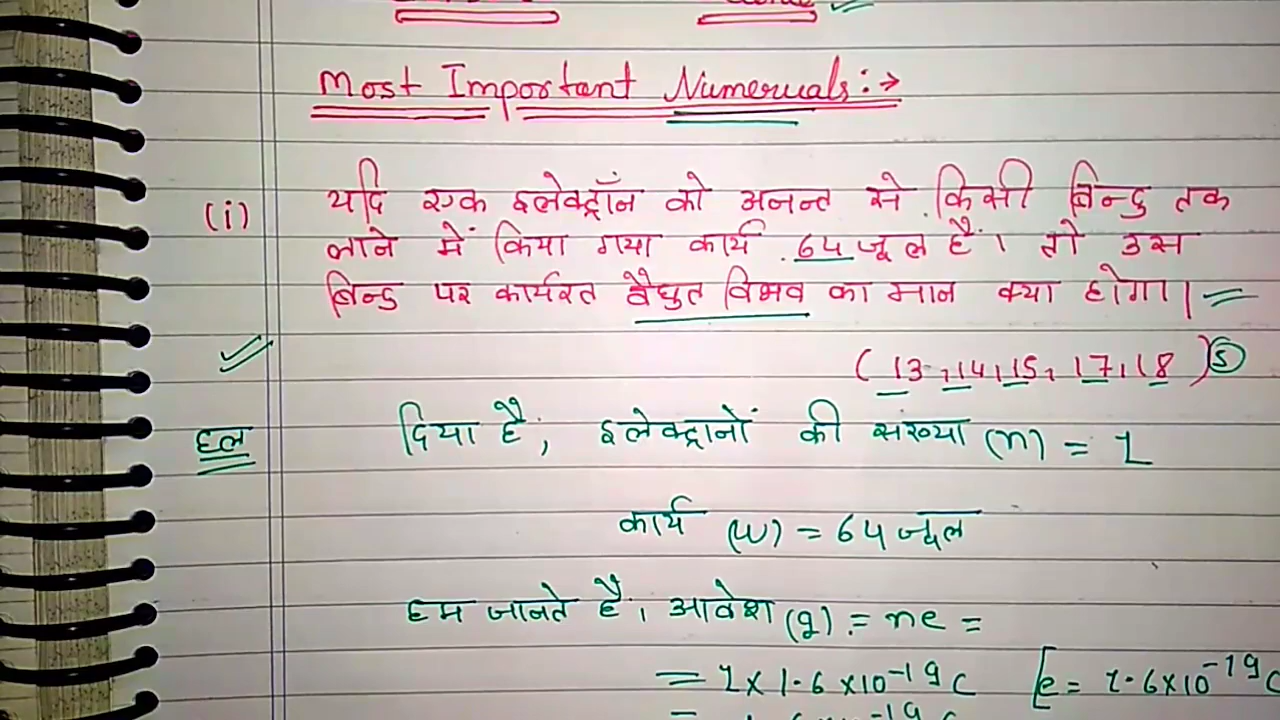 Most Important Numericals:→
(i) यदि एक इलेक्ट्रॉन को अनन्त से किसी बिन्दु तक
लाने में किया गया कार्य 64 जूल है। तो उस
बिन्दु पर कार्यरत वैद्युत विभव का मान क्या होगा।
(13, 14, 15, 17, 18) 5
हल दिया है, इलेक्ट्रानों की संख्या (n) = 1
कार्य (W) = 64 जूल
हम जानते है। आवेश (q) = ne =
= 1 × 1.6 × 10⁻¹⁹ C [e = 1.6×10⁻¹⁹ C